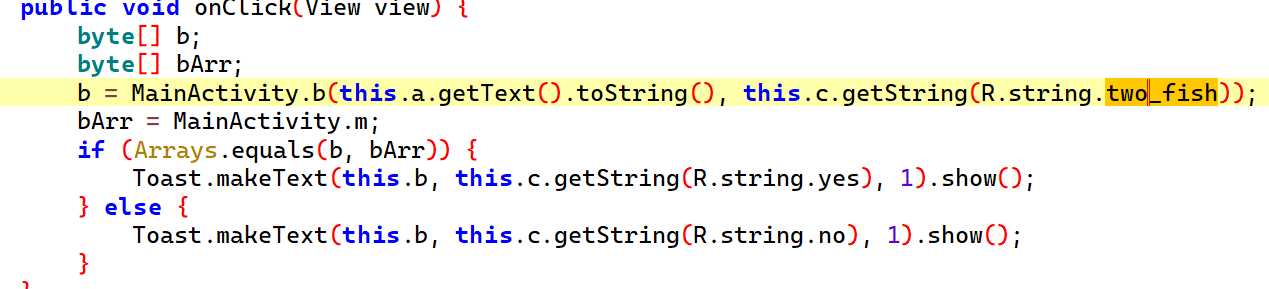 public void onClick(View view) {
byte[] b;
byte[] bArr;
b = MainActivity.b(this.a.getText().toString(), this.c.getString(R.string.two_fish));
bArr = MainActivity.m;
if (Arrays.equals(b, bArr)) {
Toast.makeText(this.b, this.c.getString(R.string.yes), 1).show();
} else {
Toast.makeText(this.b, this.c.getString(R.string.no), 1).show();
}